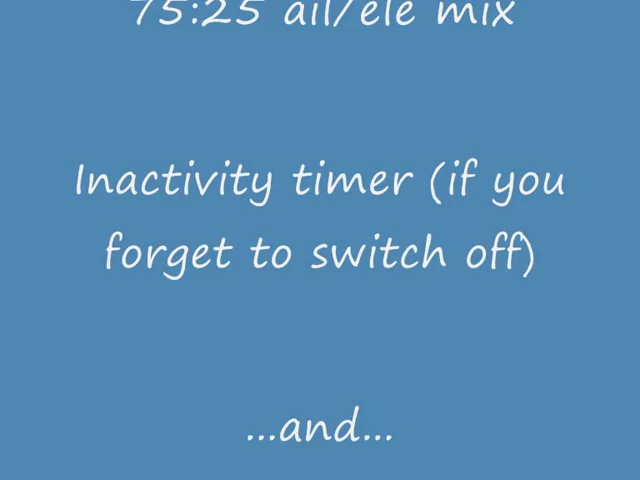 75:25 ail/ele mix
Inactivity timer (if you
forget to switch off)
...and...